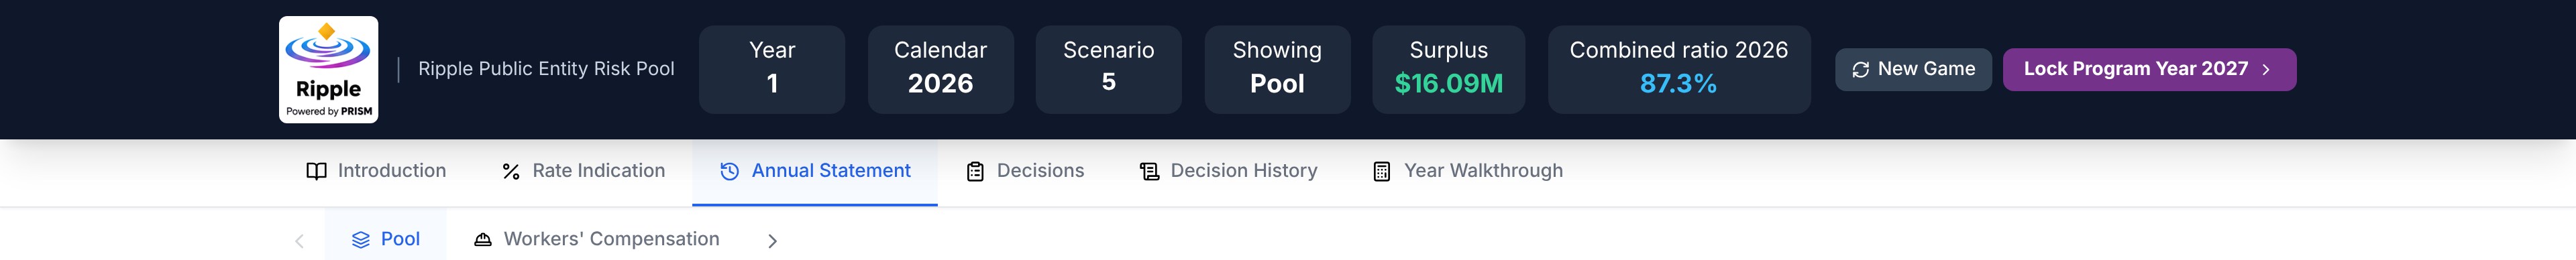 Ripple
Powered by PRISM
Ripple Public Entity Risk Pool
Year
1
Calendar
2026
Scenario
5
Showing
Pool
Surplus
$16.09M
Combined ratio 2026
87.3%
New Game
Lock Program Year 2027
Introduction
Rate Indication
Annual Statement
Decisions
Decision History
Year Walkthrough
Pool
Workers' Compensation